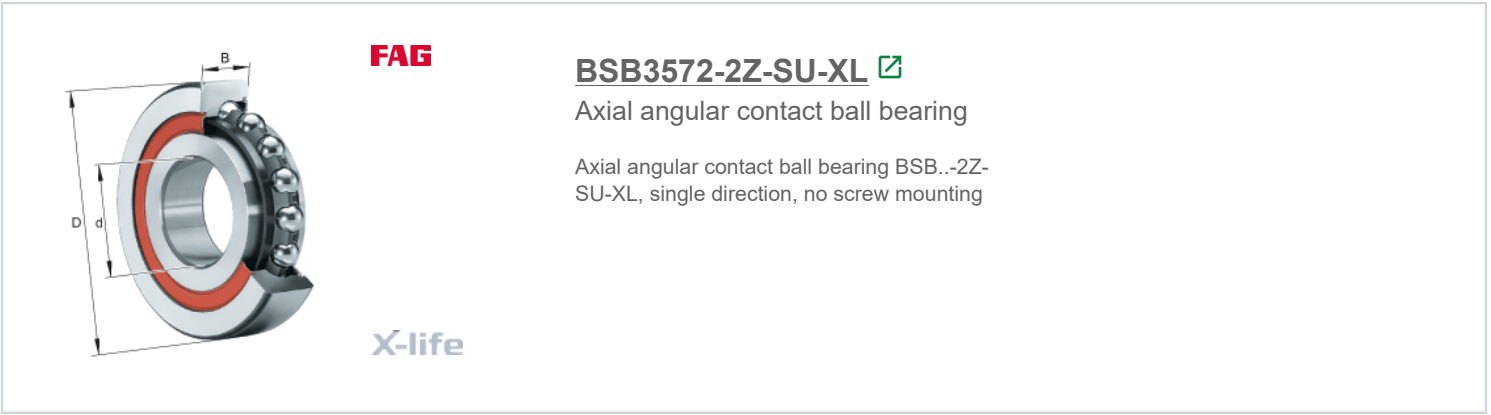 B
D
d
FAG
X-life
BSB3572-2Z-SU-XL
Axial angular contact ball bearing
Axial angular contact ball bearing BSB..-2Z-
SU-XL, single direction, no screw mounting